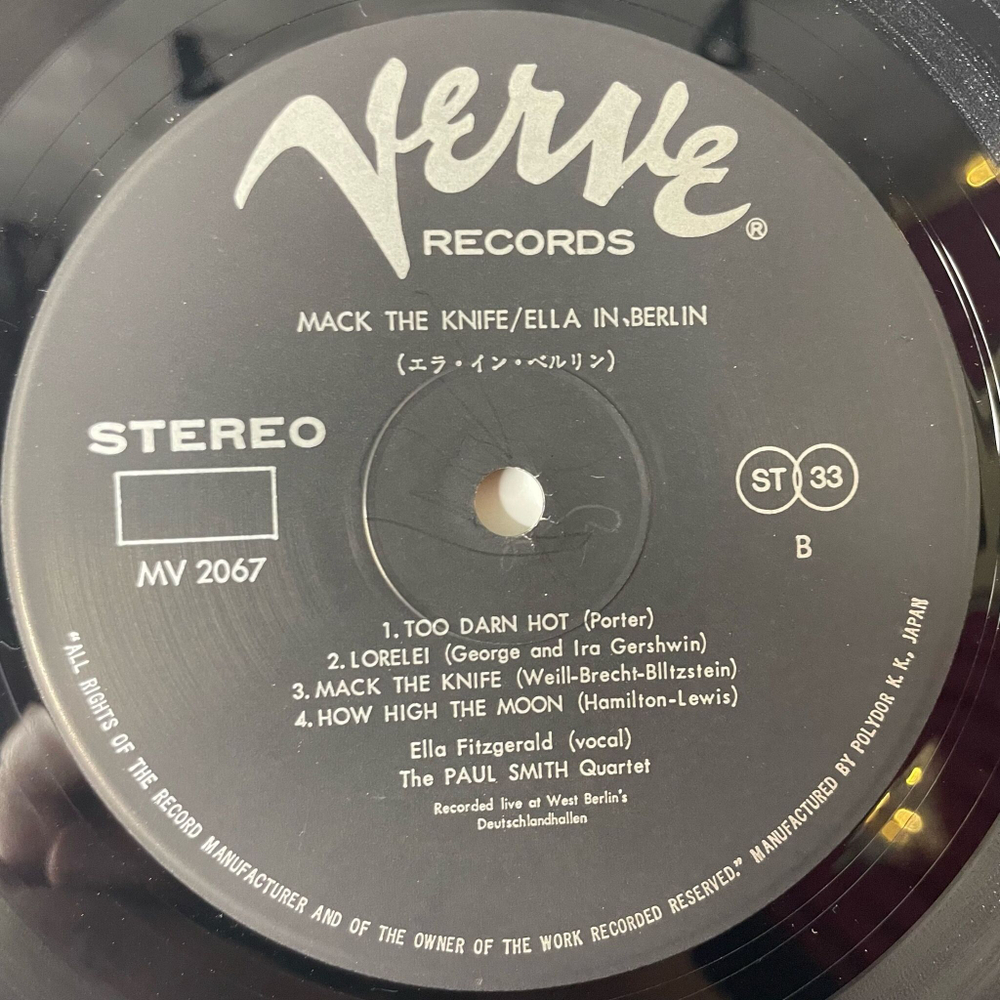 Verve
RECORDS
®
MACK THE KNIFE/ELLA IN BERLIN
(エラ・イン・ベルリン)
STEREO
MV 2067
ST 33
B
1. TOO DARN HOT (Porter)
2. LORELEI (George and Ira Gershwin)
3. MACK THE KNIFE (Weill-Brecht-Blltzstein)
4. HOW HIGH THE MOON (Hamilton-Lewis)
Ella Fitzgerald (vocal)
The PAUL SMITH Quartet
Recorded live at West Berlin's
Deutschlandhallen
"ALL RIGHTS OF THE RECORD MANUFACTURER AND OF THE OWNER OF THE WORK RECORDED RESERVED." MANUFACTURED BY POLYDOR K. K., JAPAN